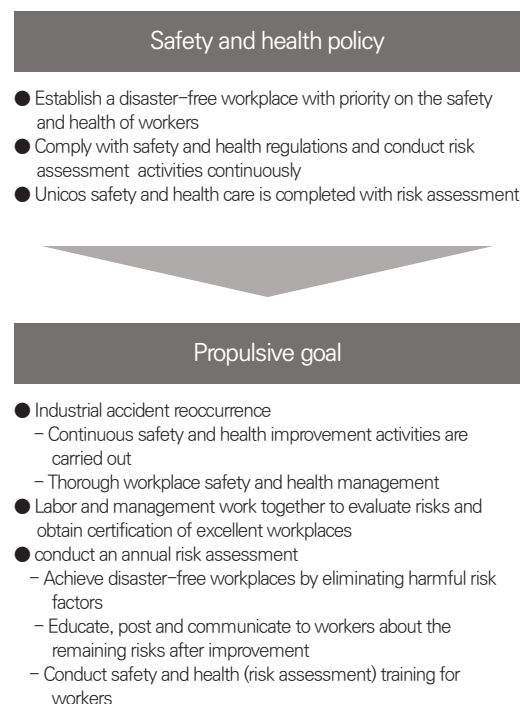 Safety and health policy
● Establish a disaster-free workplace with priority on the safety
and health of workers
● Comply with safety and health regulations and conduct risk
assessment activities continuously
● Unicos safety and health care is completed with risk assessment
Propulsive goal
● Industrial accident reoccurrence
- Continuous safety and health improvement activities are
carried out
- Thorough workplace safety and health management
● Labor and management work together to evaluate risks and
obtain certification of excellent workplaces
● conduct an annual risk assessment
- Achieve disaster-free workplaces by eliminating harmful risk
factors
- Educate, post and communicate to workers about the
remaining risks after improvement
- Conduct safety and health (risk assessment) training for
workers